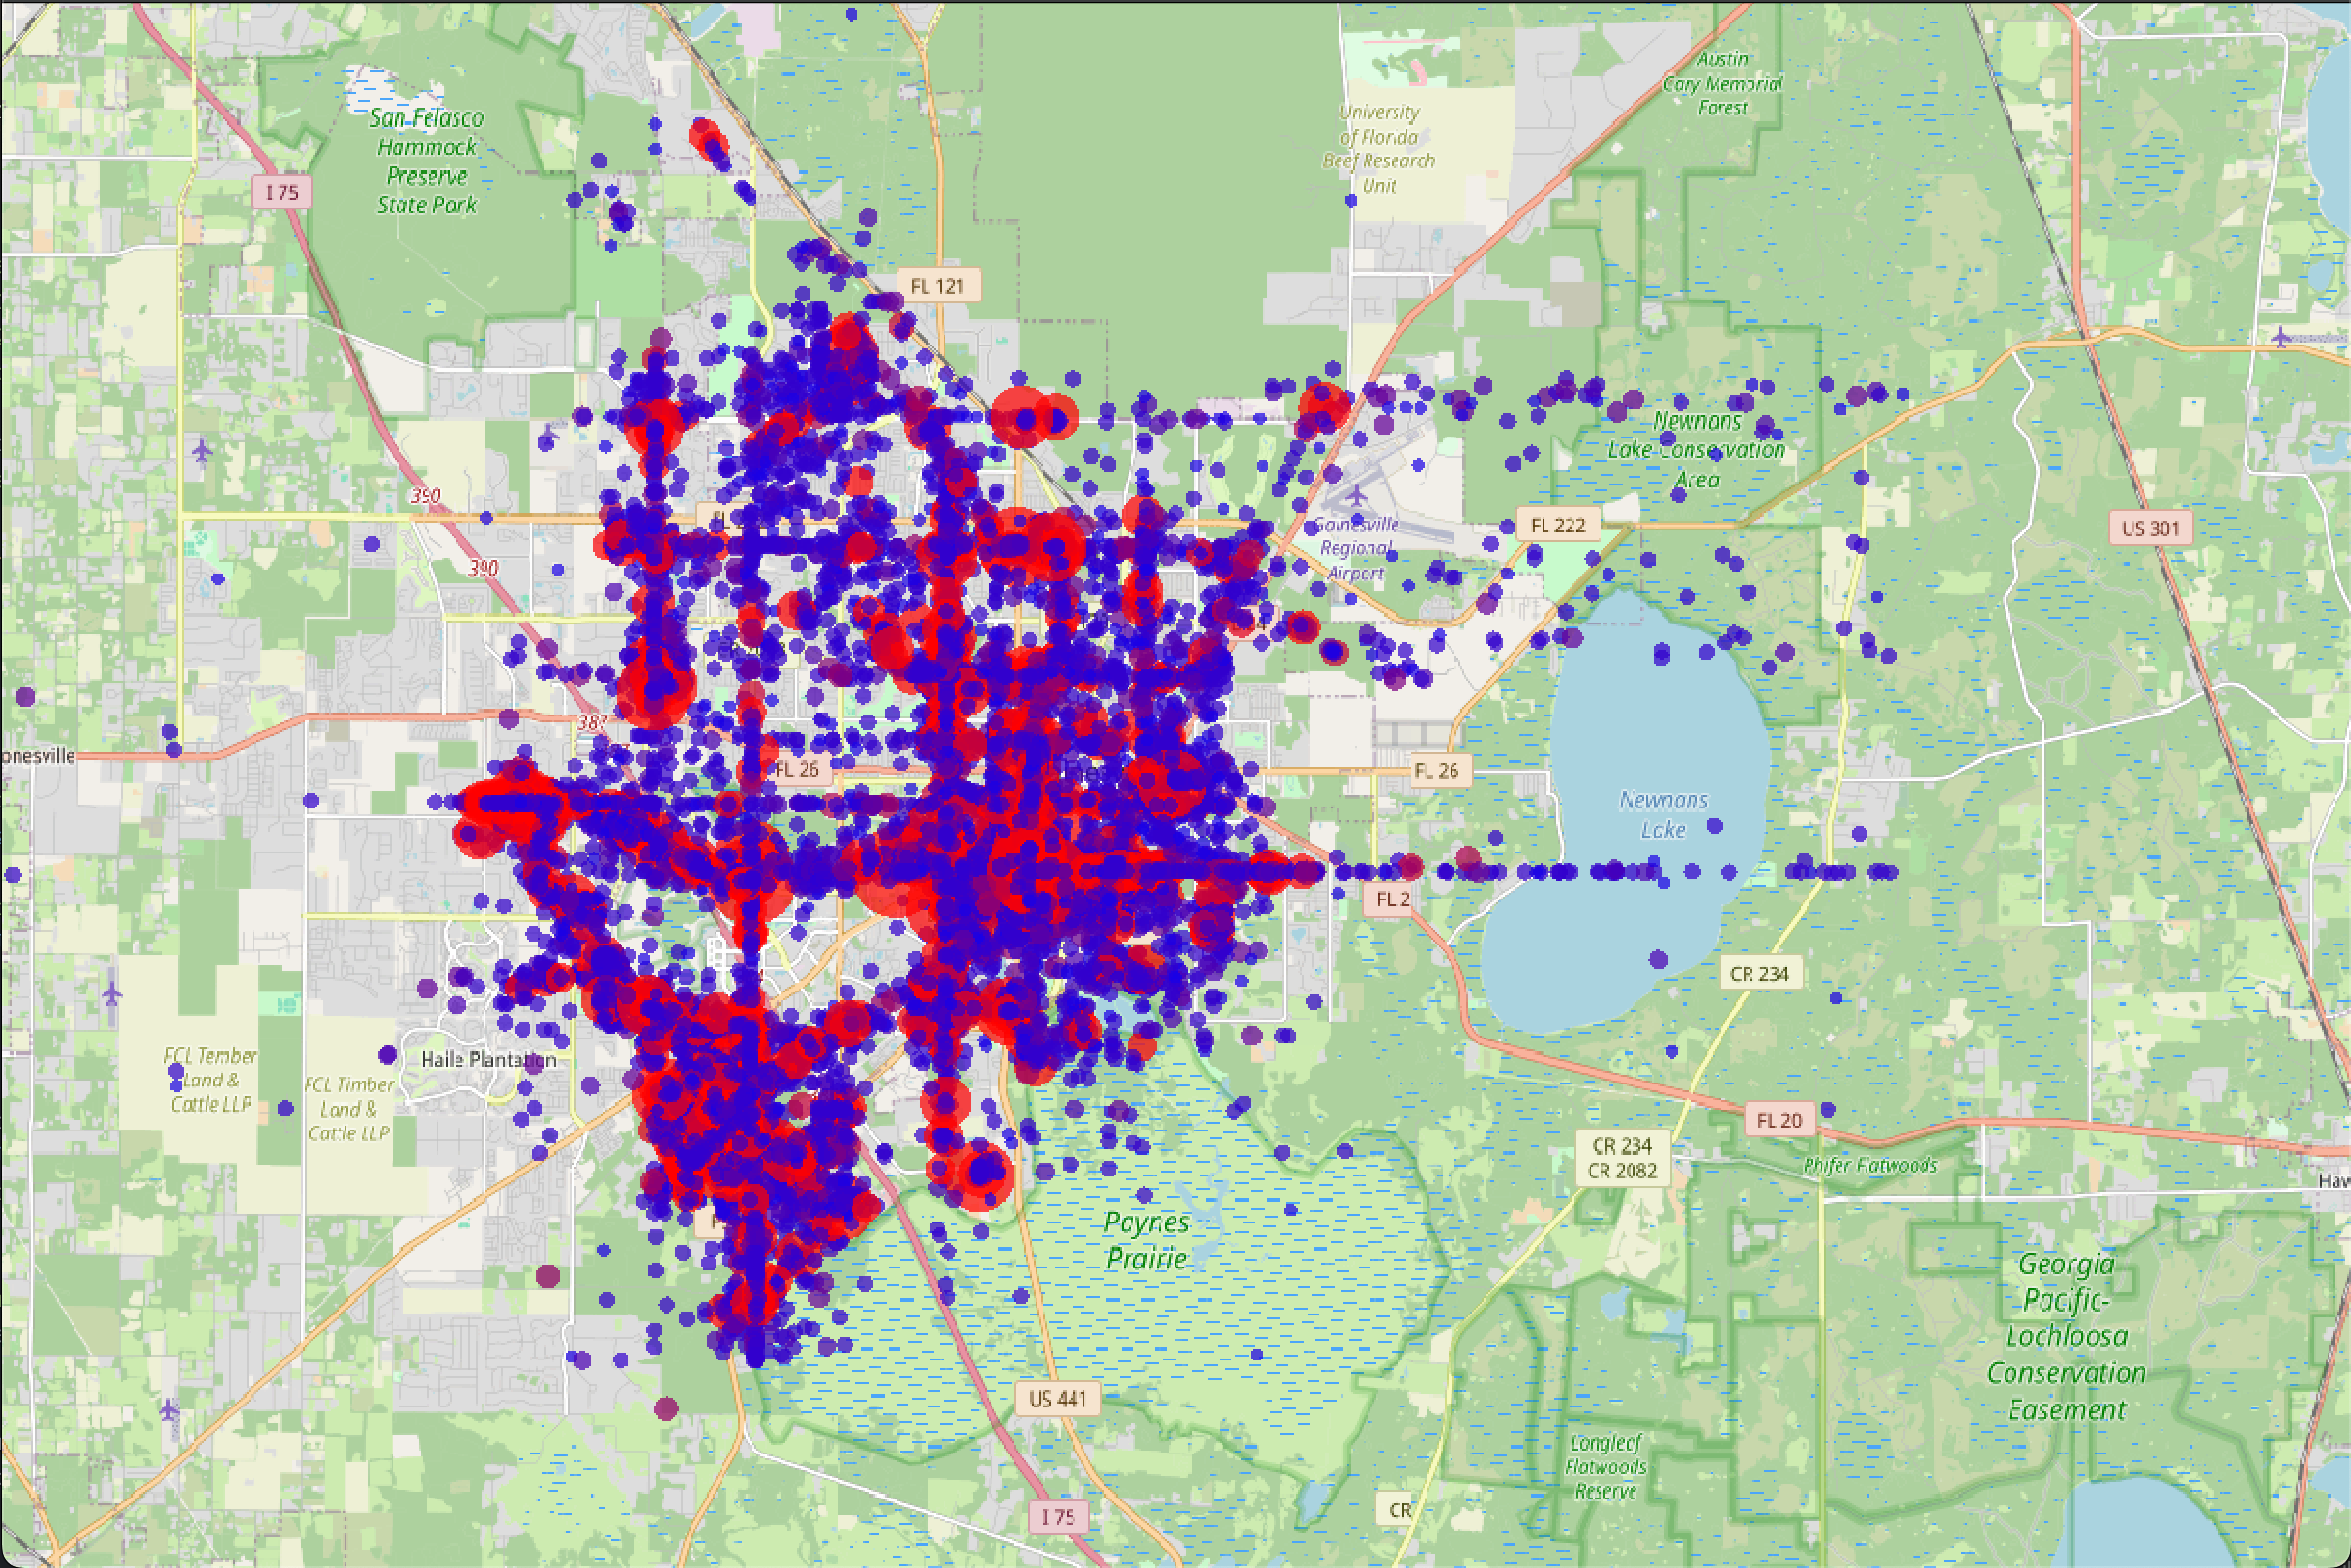 Austin
Cary Memorial
Forest
San Felasco
Hammock
Preserve
State Park
University
of Florida
Beef Research
Unit
I 75
FL 121
Newnans
Lake Conservation
Area
390
FL 222
US 301
Gainesville
Regional
Airport
390
387
onesville
FL 26
FL 26
Newnans
Lake
FL 2
CR 234
FCL Timber
Land &
Cattle LLP
Haile Plantation
FCL Timber
Land &
Cattle LLP
FL 20
CR 234
CR 2082
Phifer Flatwoods
Haw
Paynes
Prairie
Georgia
Pacific-
Lochloosa
Conservation
Easement
US 441
Longleaf
Flatwoods
Reserve
CR
I 75